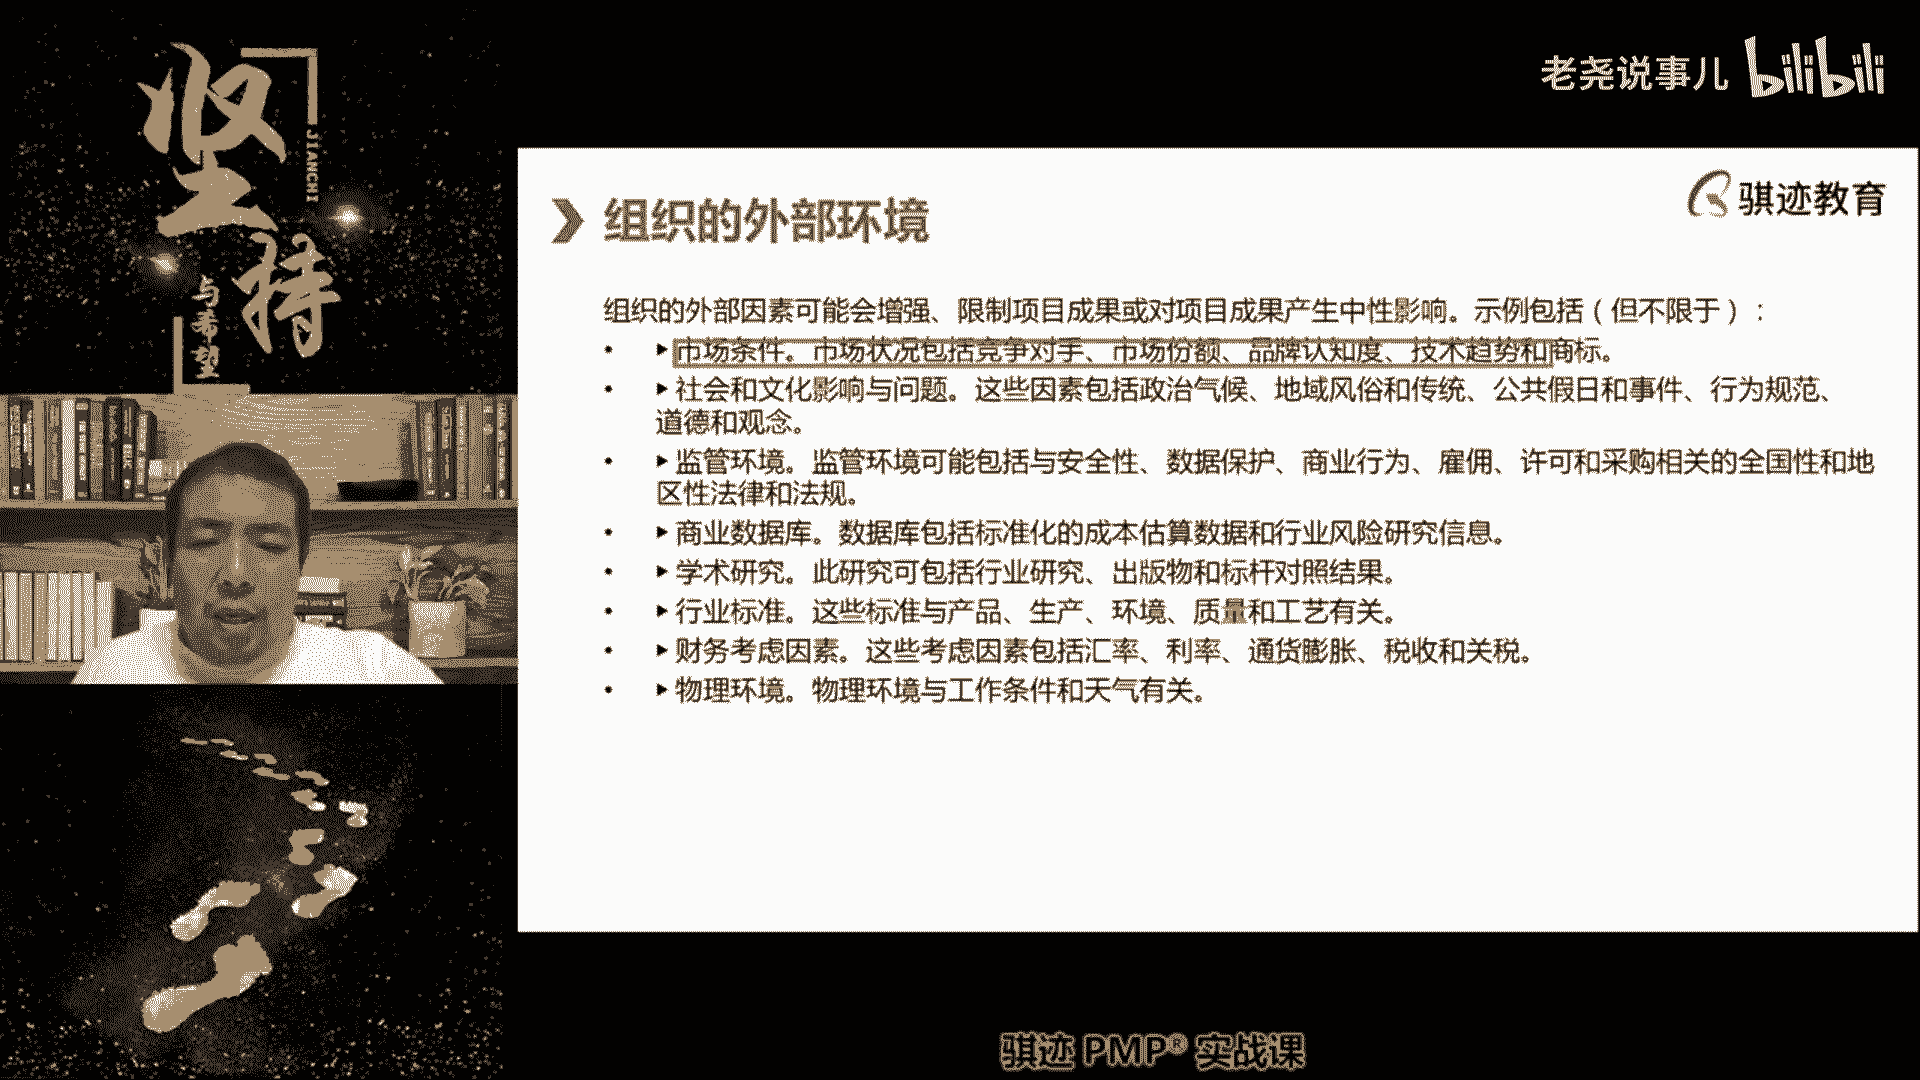 坚持
JIANCHI
与希望
老尧说事儿 bilibili
骐迹教育
组织的外部环境
组织的外部因素可能会增强、限制项目成果或对项目成果产生中性影响。示例包括（但不限于）：
• ▶市场条件。市场状况包括竞争对手、市场份额、品牌认知度、技术趋势和商标。
• ▶社会和文化影响与问题。这些因素包括政治气候、地域风俗和传统、公共假日和事件、行为规范、
道德和观念。
• ▶监管环境。监管环境可能包括与安全性、数据保护、商业行为、雇佣、许可和采购相关的全国性和地
区性法律和法规。
• ▶商业数据库。数据库包括标准化的成本估算数据和行业风险研究信息。
• ▶学术研究。此研究可包括行业研究、出版物和标杆对照结果。
• ▶行业标准。这些标准与产品、生产、环境、质量和工艺有关。
• ▶财务考虑因素。这些考虑因素包括汇率、利率、通货膨胀、税收和关税。
• ▶物理环境。物理环境与工作条件和天气有关。
骐迹 PMP® 实战课